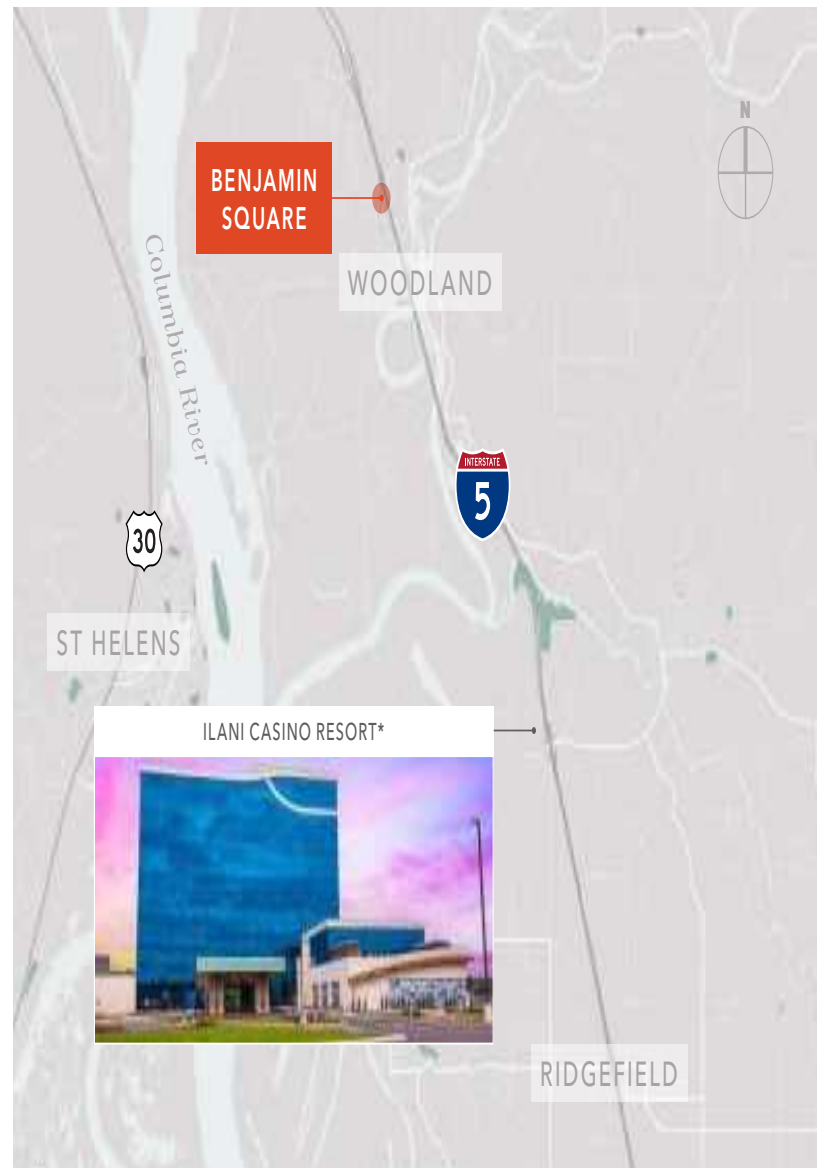 N
BENJAMIN
SQUARE
WOODLAND
Columbia River
INTERSTATE
5
30
ST HELENS
ILANI CASINO RESORT*
RIDGEFIELD